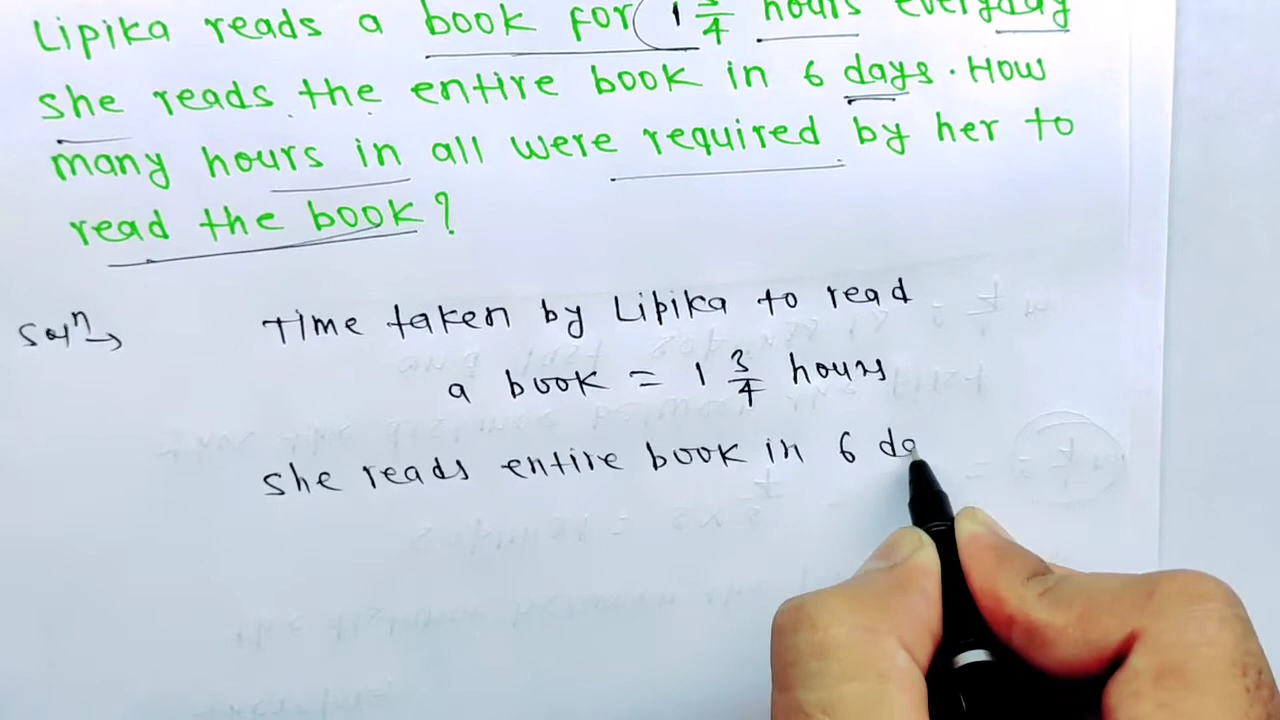 Lipika reads a book for 1 3/4 hours everyday
she reads the entire book in 6 days. How
many hours in all were required by her to
read the book?
Solⁿ→ Time taken by Lipika to read
a book = 1 3/4 hours
she reads entire book in 6 da